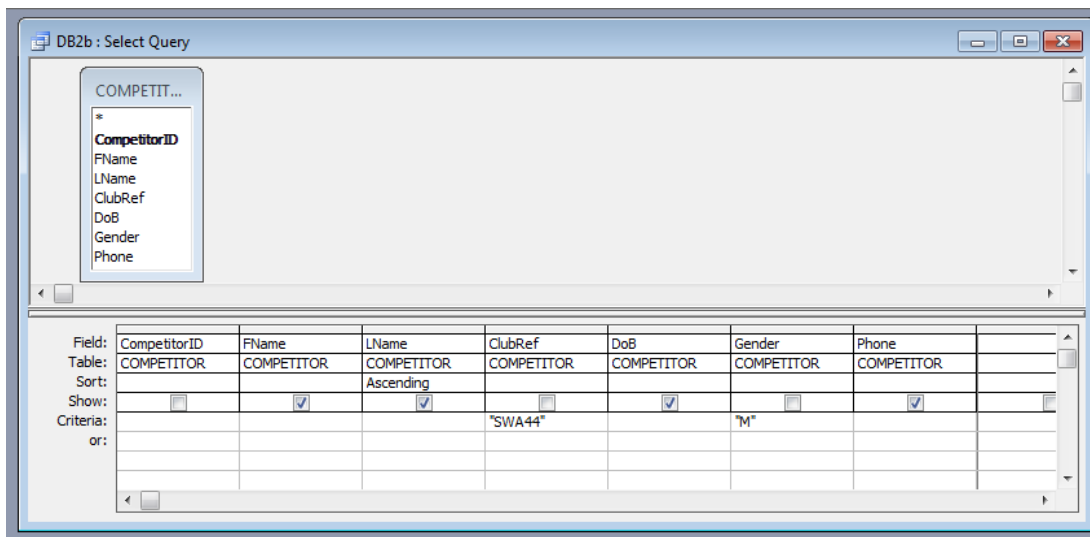 DB2b : Select Query
COMPETIT...
*
CompetitorID
FName
LName
ClubRef
DoB
Gender
Phone
Field: CompetitorID FName LName ClubRef DoB Gender Phone
Table: COMPETITOR COMPETITOR COMPETITOR COMPETITOR COMPETITOR COMPETITOR COMPETITOR
Sort: Ascending
Show:
Criteria: "SWA44" "M"
or: